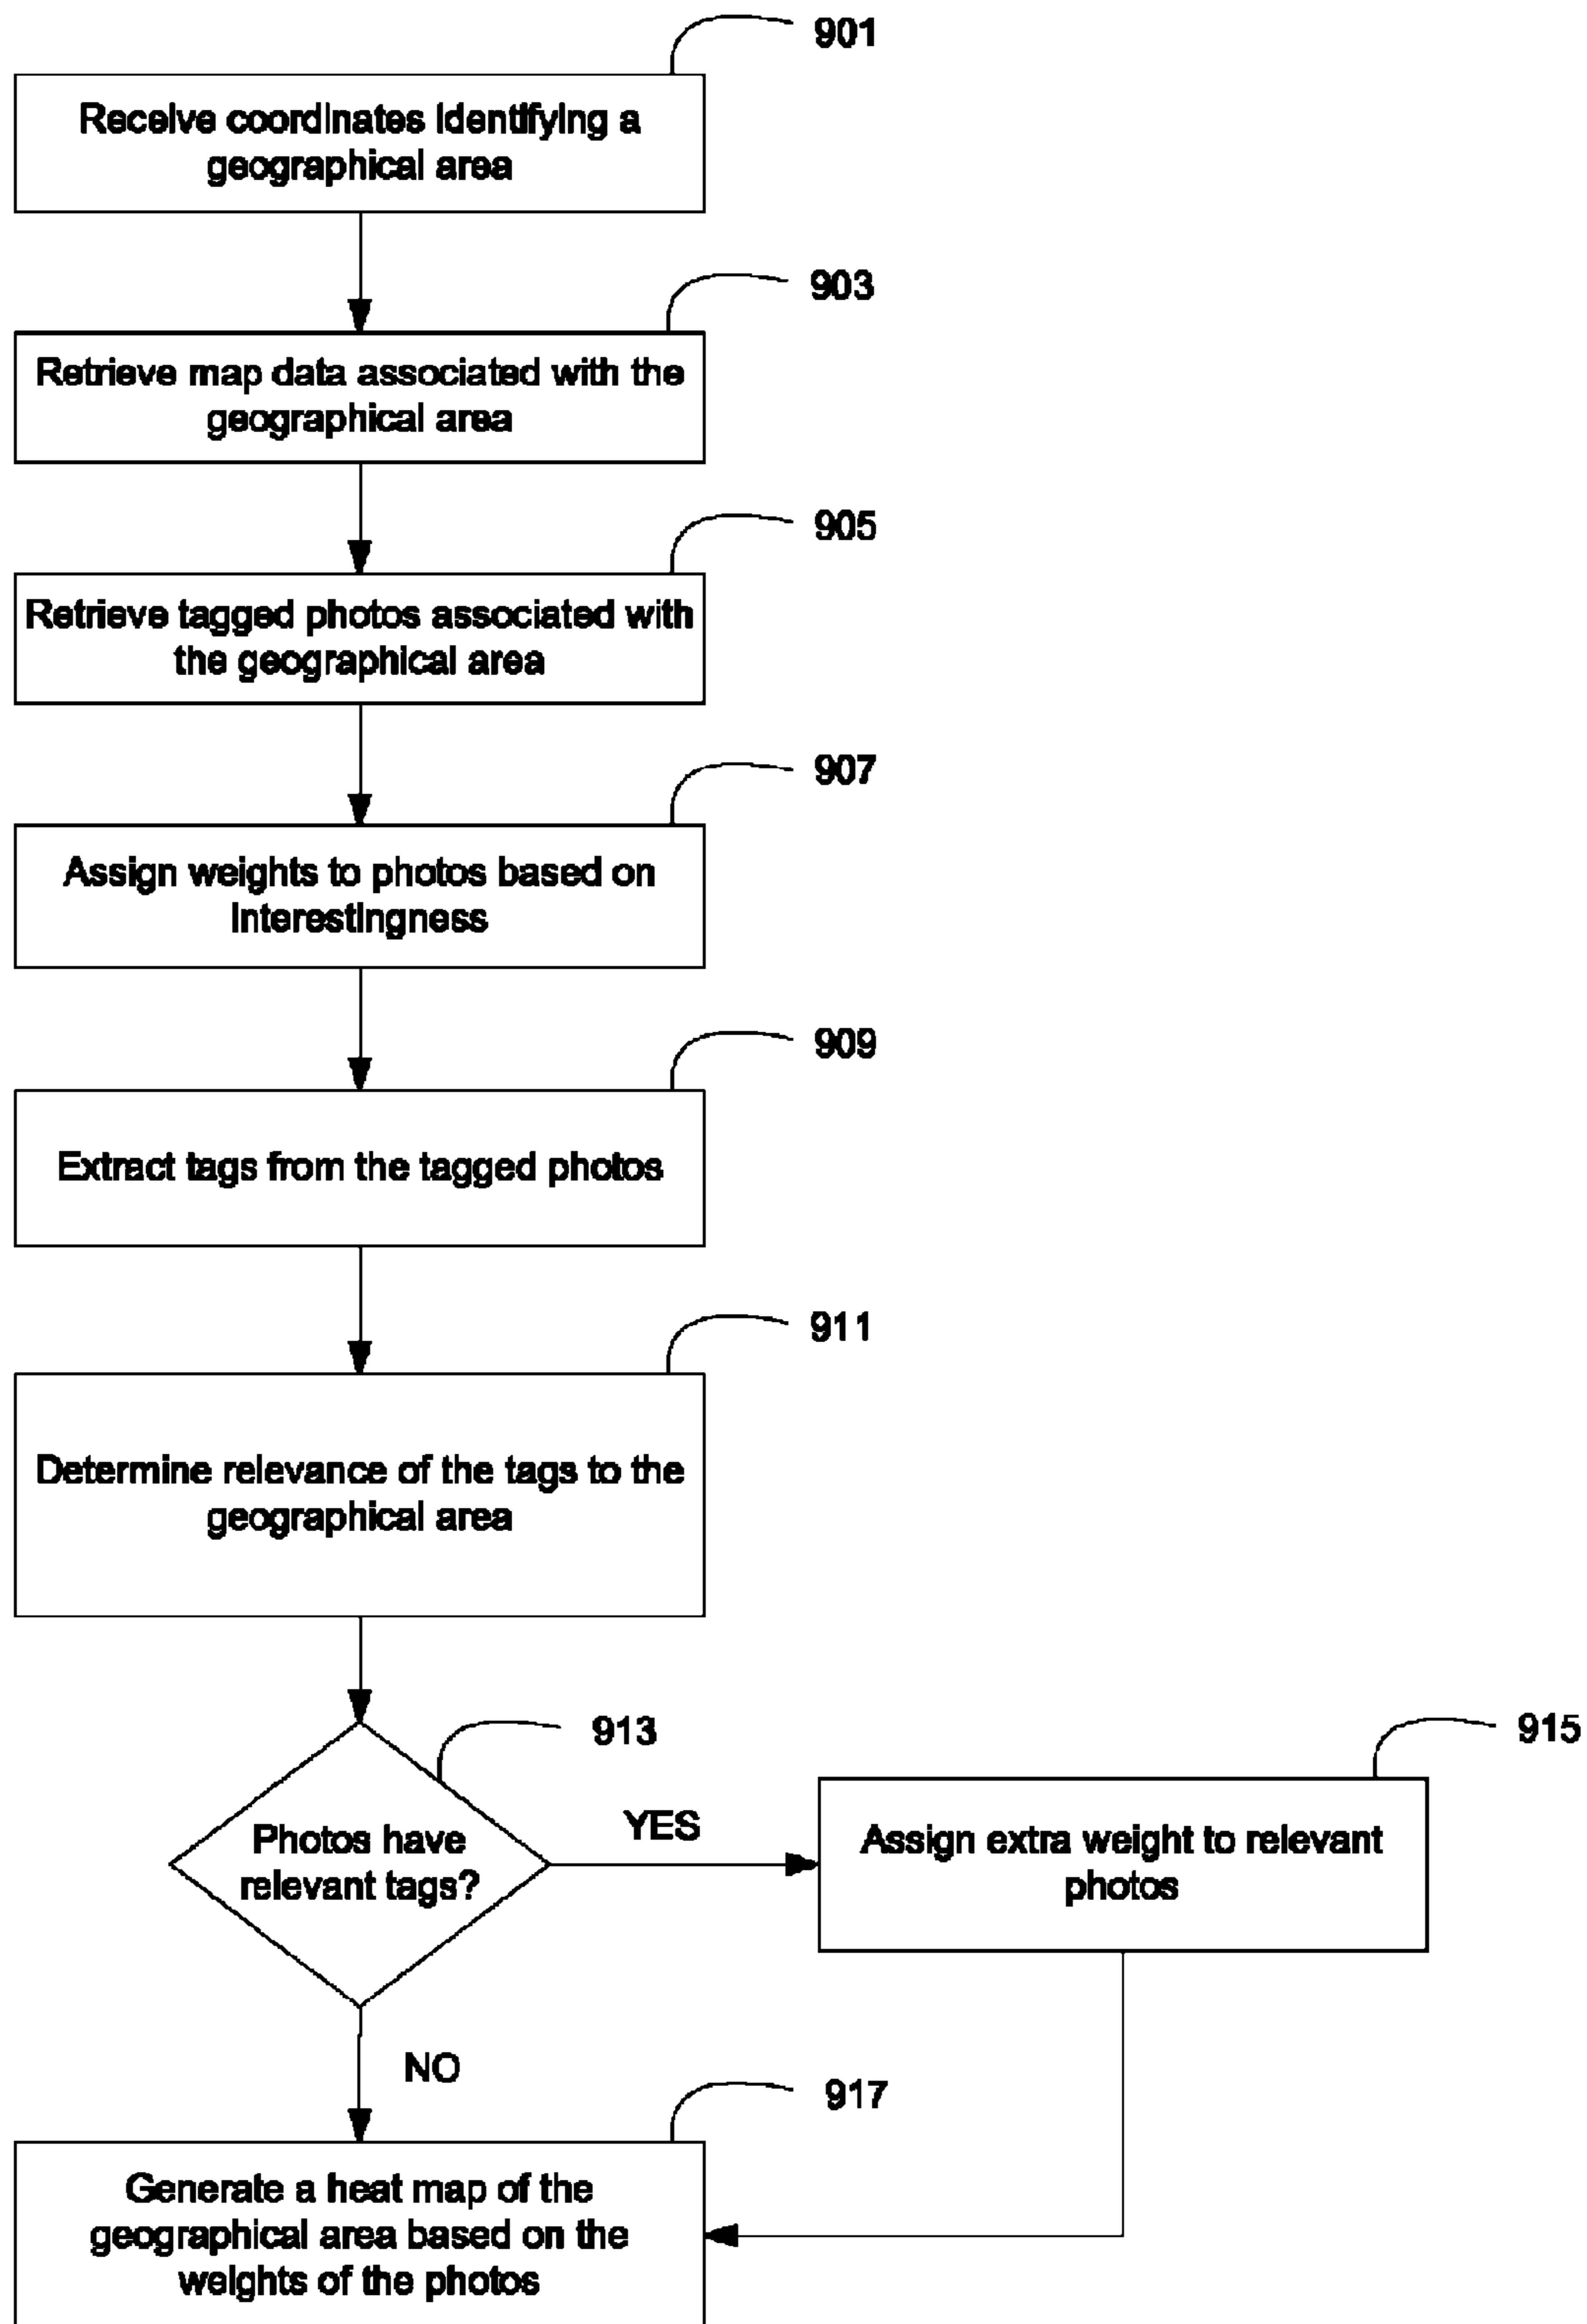 901
Receive coordinates identifying a
geographical area
903
Retrieve map data associated with the
geographical area
905
Retrieve tagged photos associated with
the geographical area
907
Assign weights to photos based on
interestingness
909
Extract tags from the tagged photos
911
Determine relevance of the tags to the
geographical area
913
Photos have
relevant tags?
YES
915
Assign extra weight to relevant
photos
NO
917
Generate a heat map of the
geographical area based on the
weights of the photos